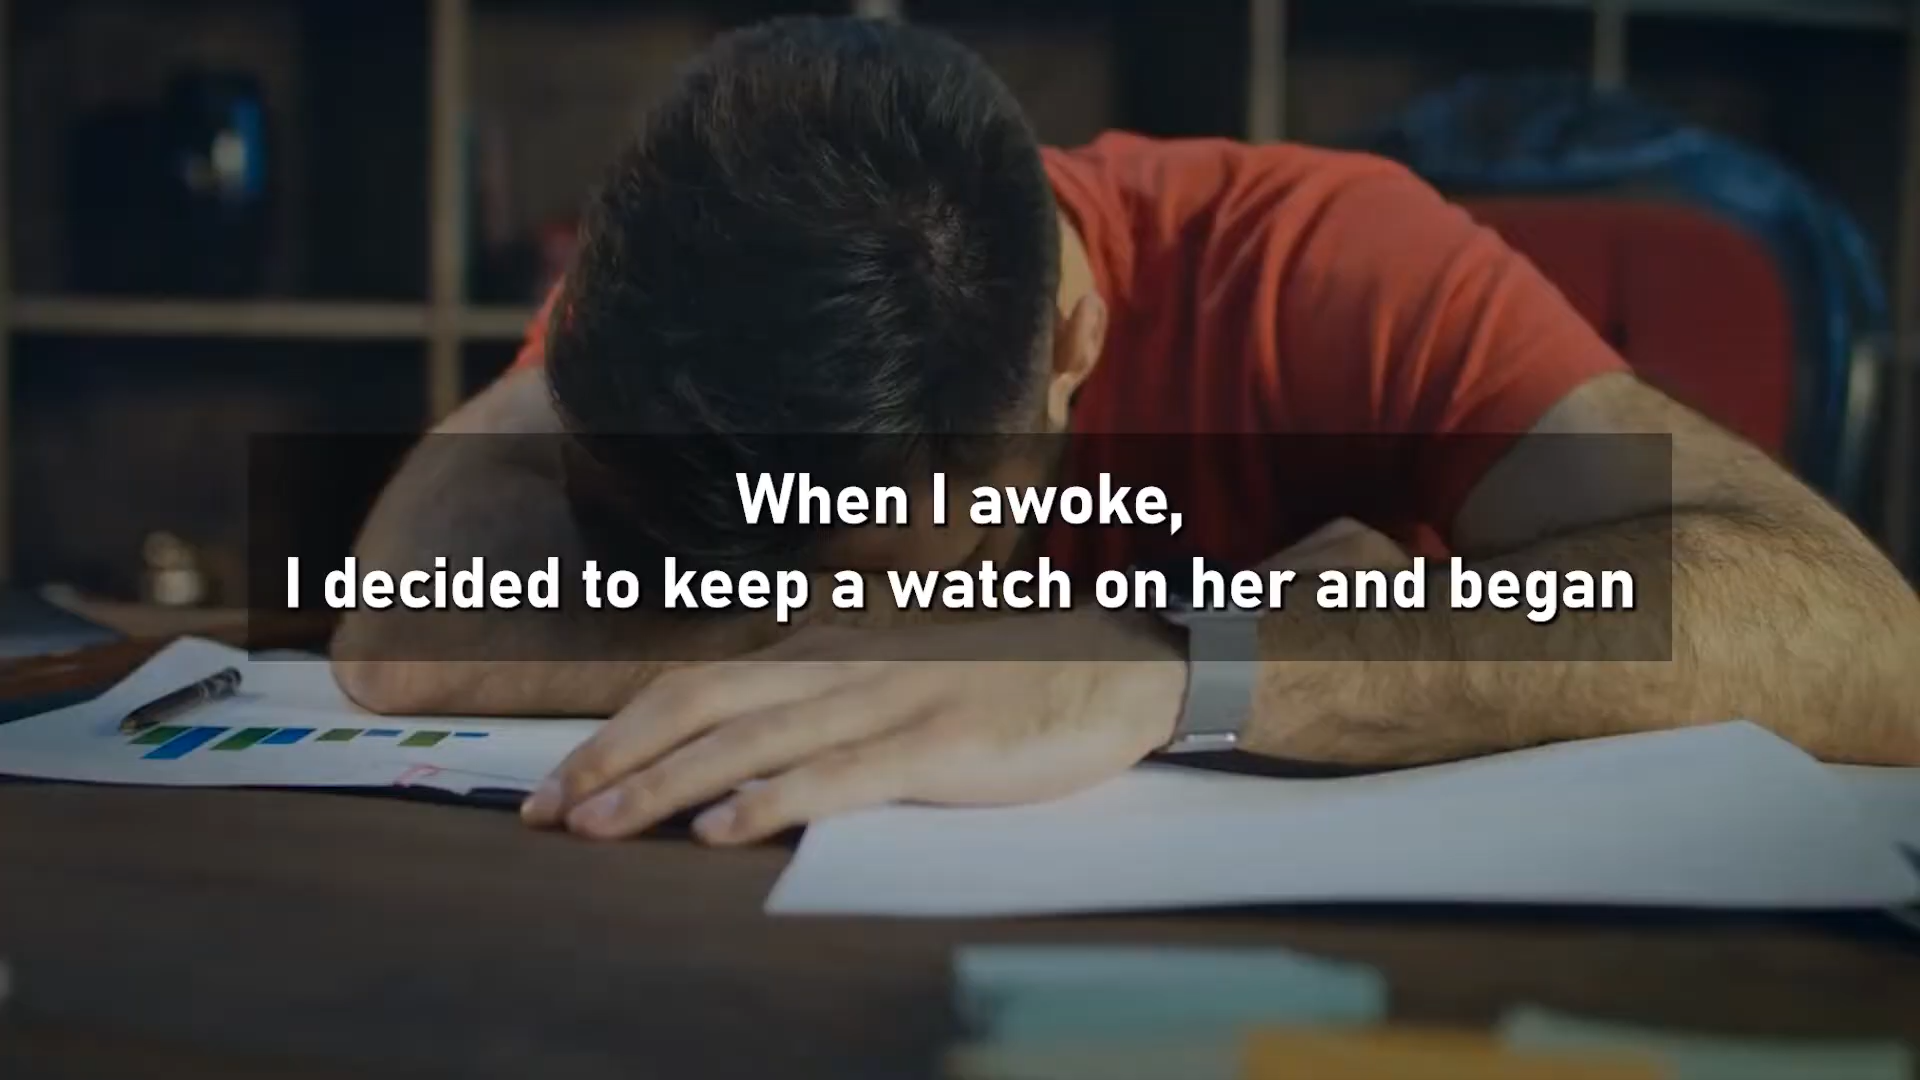 When I awoke,
I decided to keep a watch on her and began